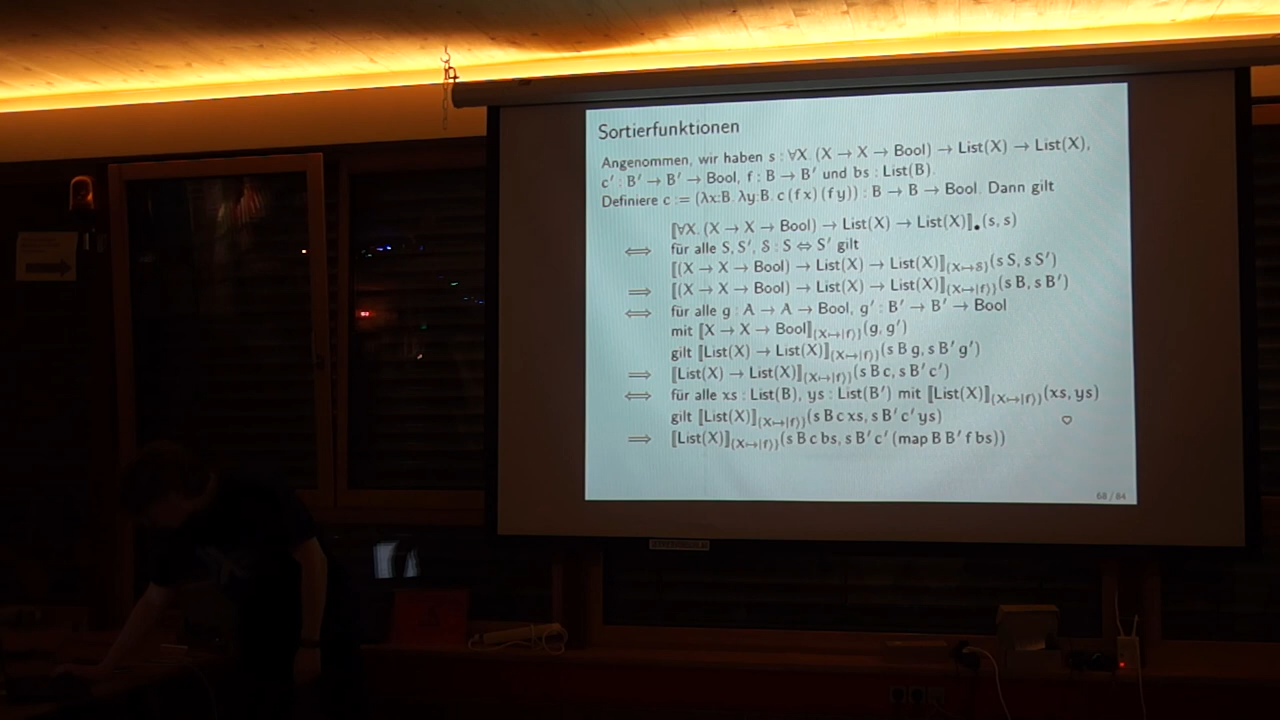 Sortierfunktionen
Angenommen, wir haben s : ∀X. (X → X → Bool) → List(X) → List(X),
c′ : B′ → B′ → Bool, f : B → B′ und bs : List(B).
Definiere c := (λx:B. λy:B. c (f x) (f y)) : B → B → Bool. Dann gilt
⟦∀X. (X → X → Bool) → List(X) → List(X)⟧•(s, s)
⟺ für alle S, S′, 𝒮 : S ⇔ S′ gilt
⟦(X → X → Bool) → List(X) → List(X)⟧(X↦𝒮)(s S, s S′)
⟹ ⟦(X → X → Bool) → List(X) → List(X)⟧(X↦|f⟩)(s B, s B′)
⟺ für alle g : A → A → Bool, g′ : B′ → B′ → Bool
mit ⟦X → X → Bool⟧(X↦|f⟩)(g, g′)
gilt ⟦List(X) → List(X)⟧(X↦|f⟩)(s B g, s B′ g′)
⟹ ⟦List(X) → List(X)⟧(X↦|f⟩)(s B c, s B′ c′)
⟺ für alle xs : List(B), ys : List(B′) mit ⟦List(X)⟧(X↦|f⟩)(xs, ys)
gilt ⟦List(X)⟧(X↦|f⟩)(s B c xs, s B′ c′ ys)
⟹ ⟦List(X)⟧(X↦|f⟩)(s B c bs, s B′ c′ (map B B′ f bs))
68 / 84